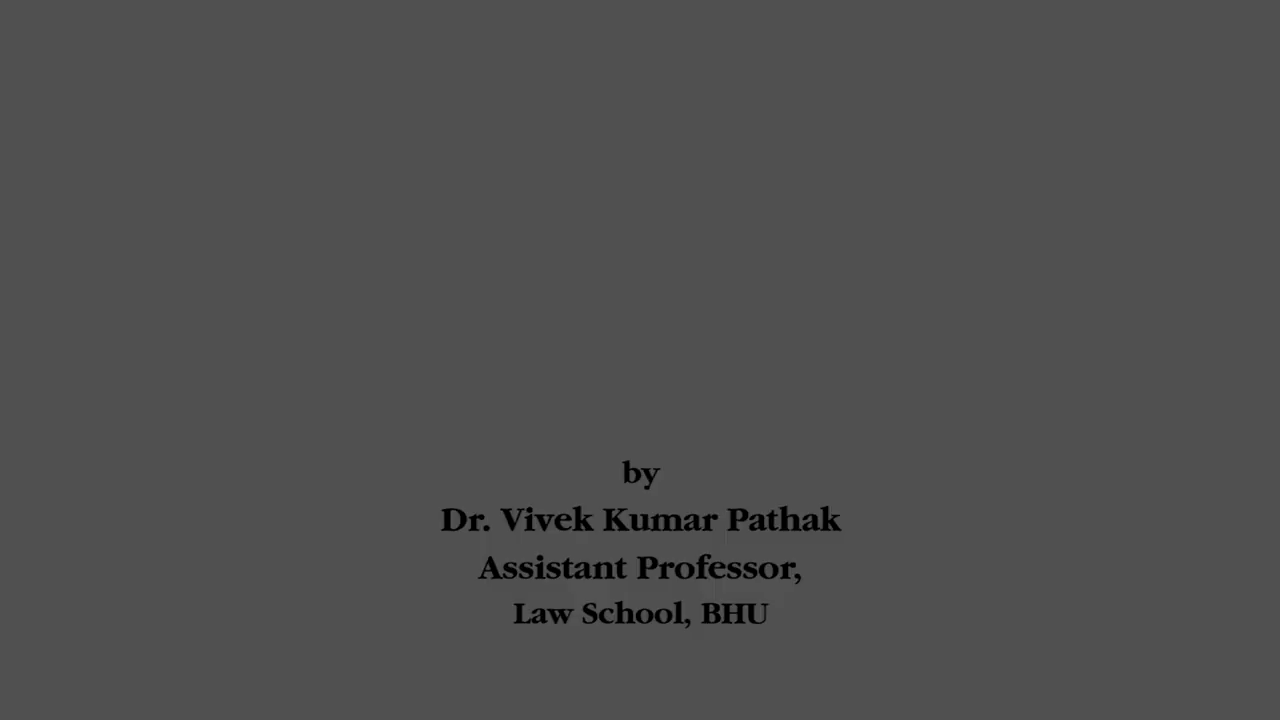 by
Dr. Vivek Kumar Pathak
Assistant Professor,
Law School, BHU